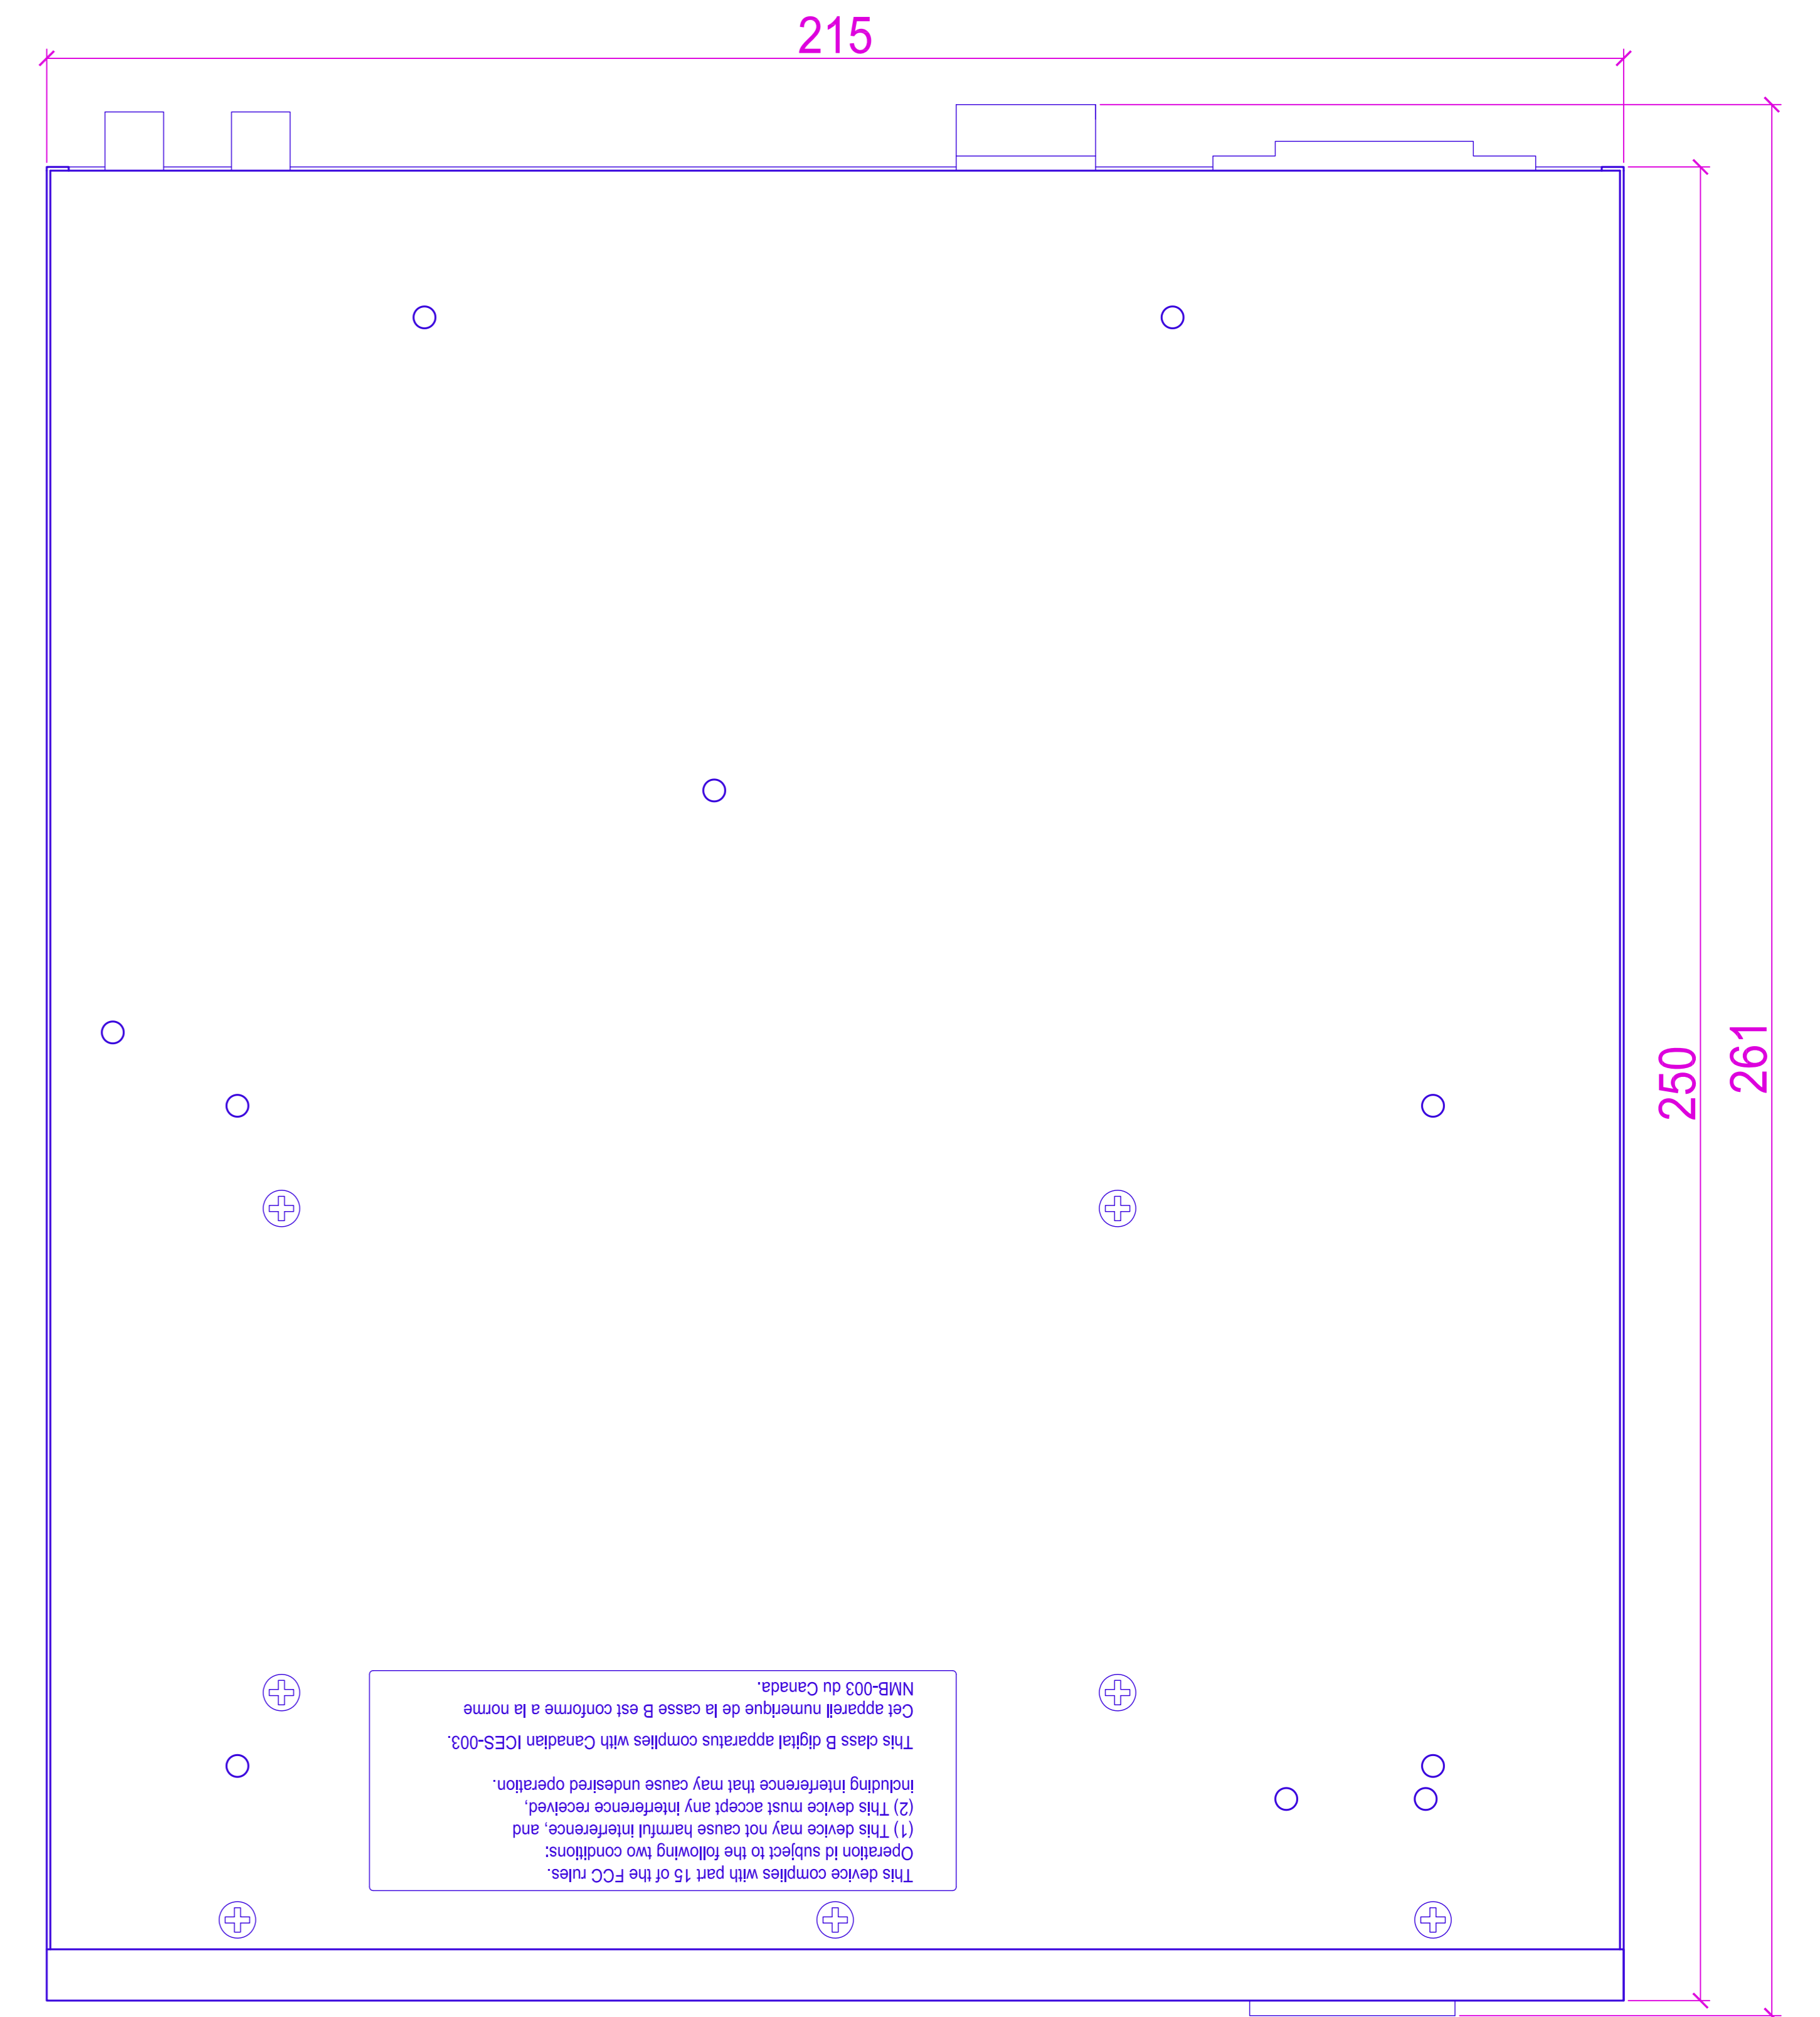 215
250
261
This device complies with part 15 of the FCC rules.
Operation id subject to the following two conditions:
(1) This device may not cause harmful interference, and
(2) This device must accept any interference received,
including interference that may cause undesired operation.
This class B digital apparatus complies with Canadian ICES-003.
Cet appareil numerique de la casse B est conforme a la norme
NMB-003 du Canada.